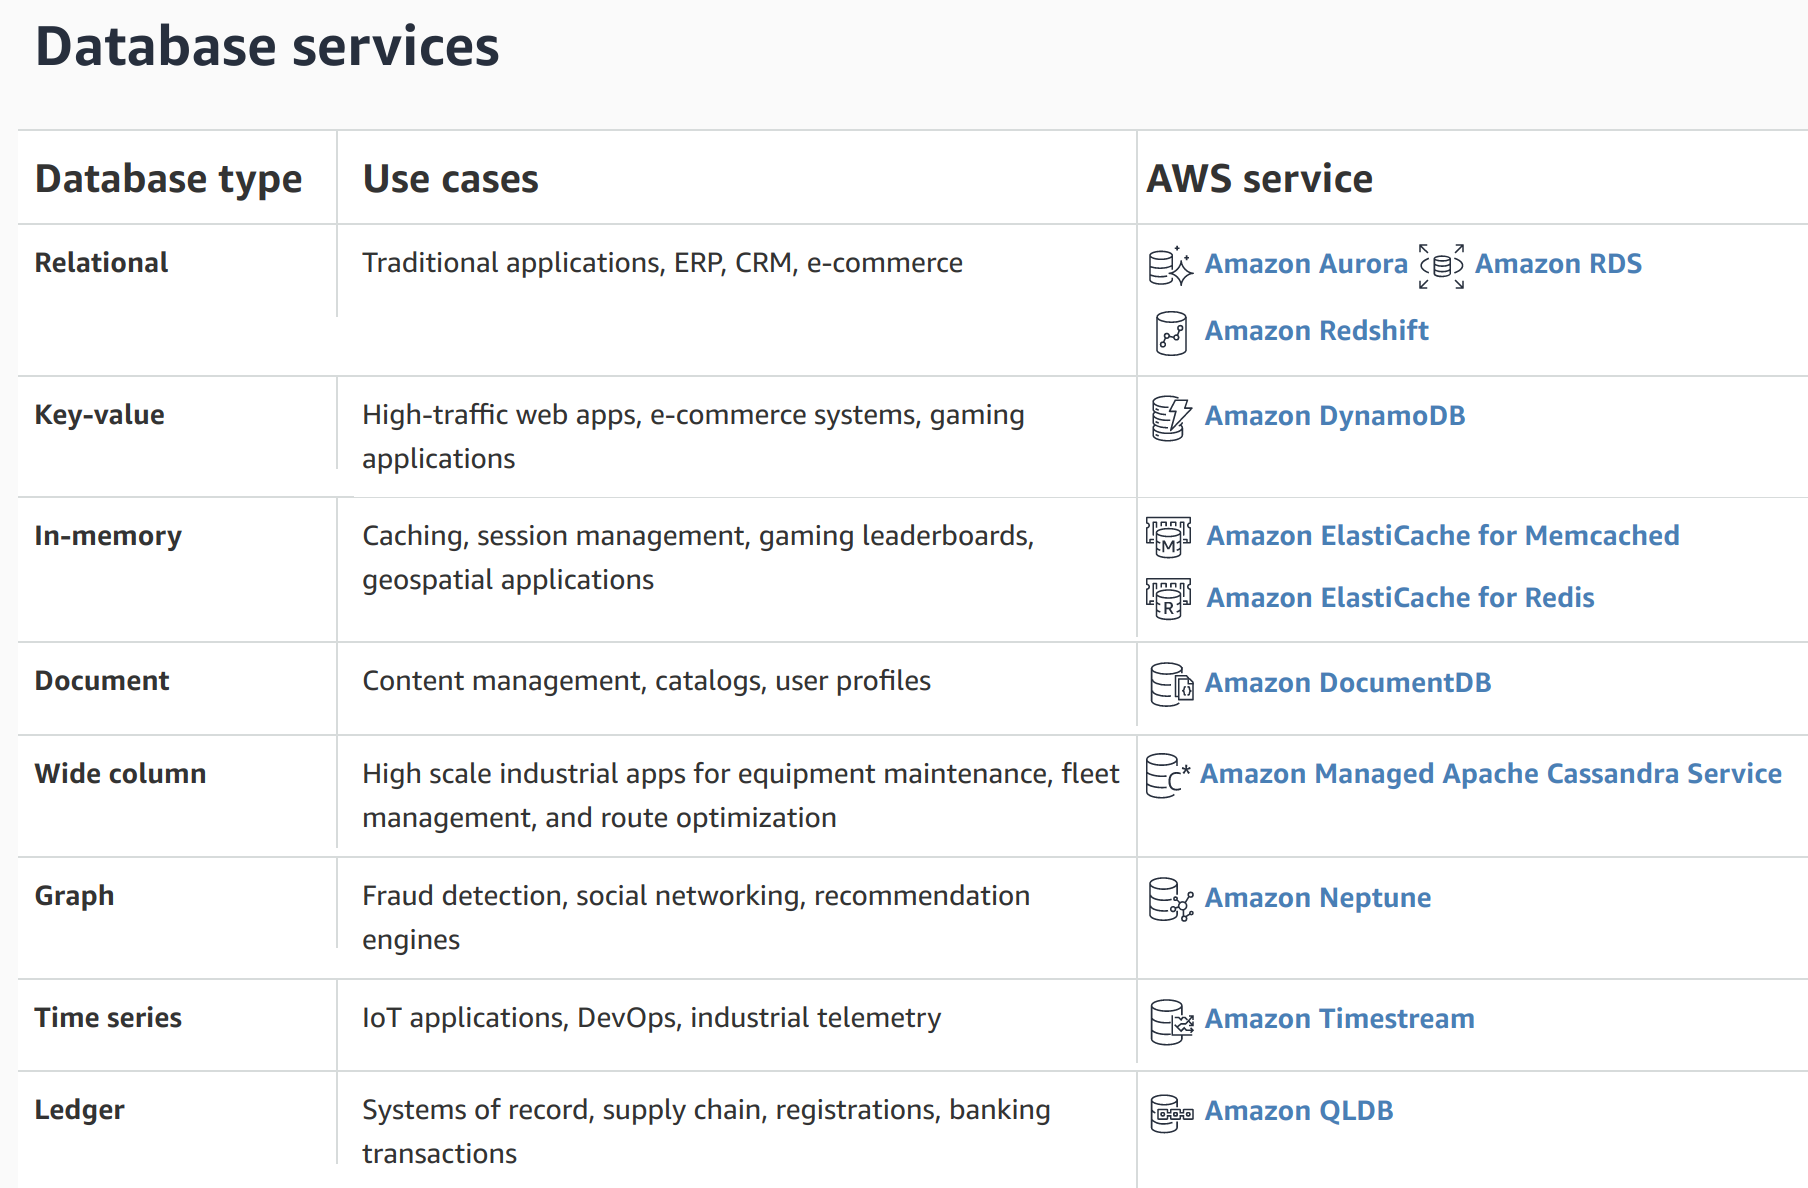 Database services
Database type
Use cases
AWS service
Relational
Traditional applications, ERP, CRM, e-commerce
Amazon Aurora
Amazon RDS
Amazon Redshift
Key-value
High-traffic web apps, e-commerce systems, gaming
applications
Amazon DynamoDB
In-memory
Caching, session management, gaming leaderboards,
geospatial applications
M
Amazon ElastiCache for Memcached
R
Amazon ElastiCache for Redis
Document
Content management, catalogs, user profiles
{}
Amazon DocumentDB
Wide column
High scale industrial apps for equipment maintenance, fleet
management, and route optimization
C*
Amazon Managed Apache Cassandra Service
Graph
Fraud detection, social networking, recommendation
engines
Amazon Neptune
Time series
IoT applications, DevOps, industrial telemetry
Amazon Timestream
Ledger
Systems of record, supply chain, registrations, banking
transactions
Amazon QLDB